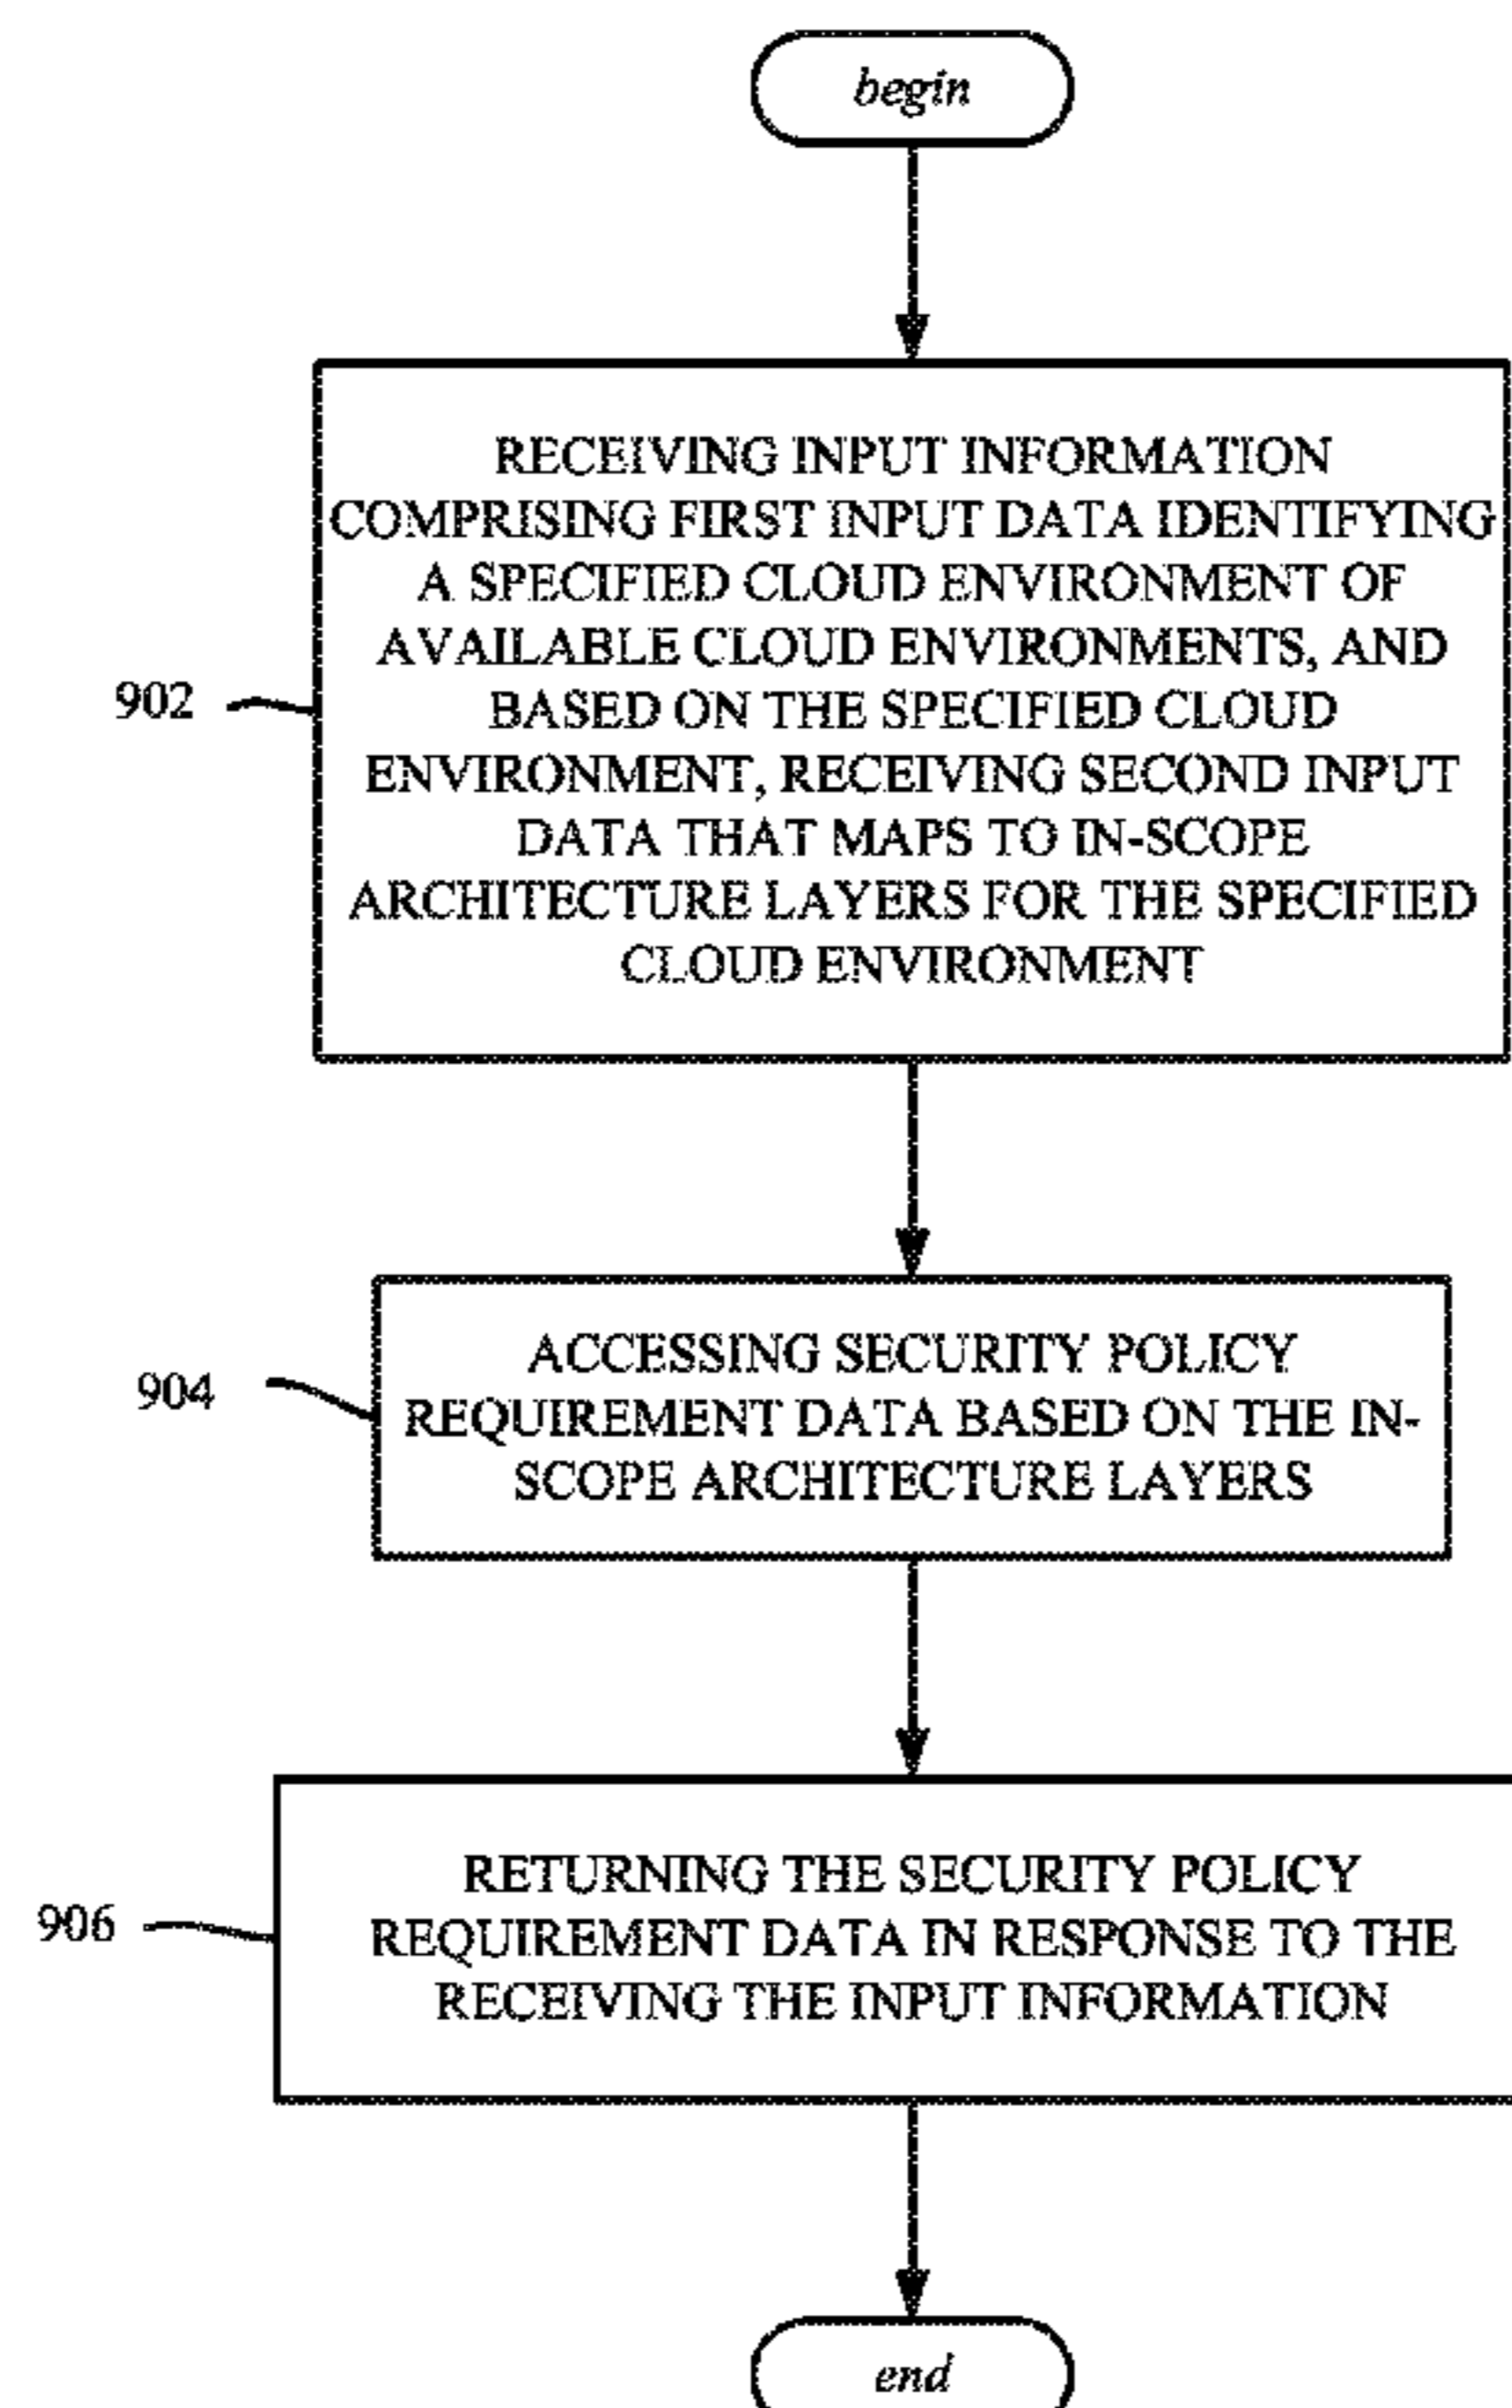 begin
RECEIVING INPUT INFORMATION
COMPRISING FIRST INPUT DATA IDENTIFYING
A SPECIFIED CLOUD ENVIRONMENT OF
AVAILABLE CLOUD ENVIRONMENTS, AND
BASED ON THE SPECIFIED CLOUD
ENVIRONMENT, RECEIVING SECOND INPUT
DATA THAT MAPS TO IN-SCOPE
ARCHITECTURE LAYERS FOR THE SPECIFIED
CLOUD ENVIRONMENT
902
ACCESSING SECURITY POLICY
REQUIREMENT DATA BASED ON THE IN-
SCOPE ARCHITECTURE LAYERS
904
RETURNING THE SECURITY POLICY
REQUIREMENT DATA IN RESPONSE TO THE
RECEIVING THE INPUT INFORMATION
906
end